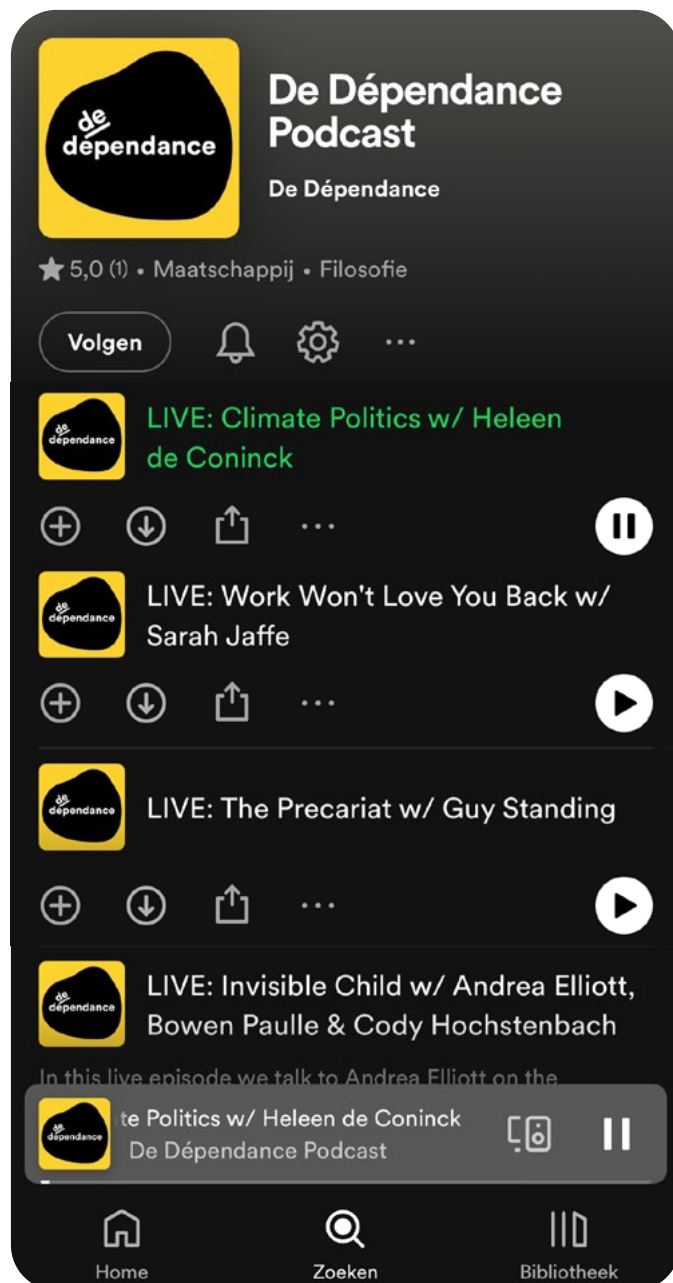 de
dépendance
De Dépendance
Podcast
De Dépendance
5,0 (1) • Maatschappij • Filosofie
Volgen
de
dépendance
LIVE: Climate Politics w/ Heleen
de Coninck
de
dépendance
LIVE: Work Won't Love You Back w/
Sarah Jaffe
de
dépendance
LIVE: The Precariat w/ Guy Standing
de
dépendance
LIVE: Invisible Child w/ Andrea Elliott,
Bowen Paulle & Cody Hochstenbach
In this live episode we talk to Andrea Elliott on the
de
dépendance
te Politics w/ Heleen de Coninck
De Dépendance Podcast
Home
Zoeken
Bibliotheek